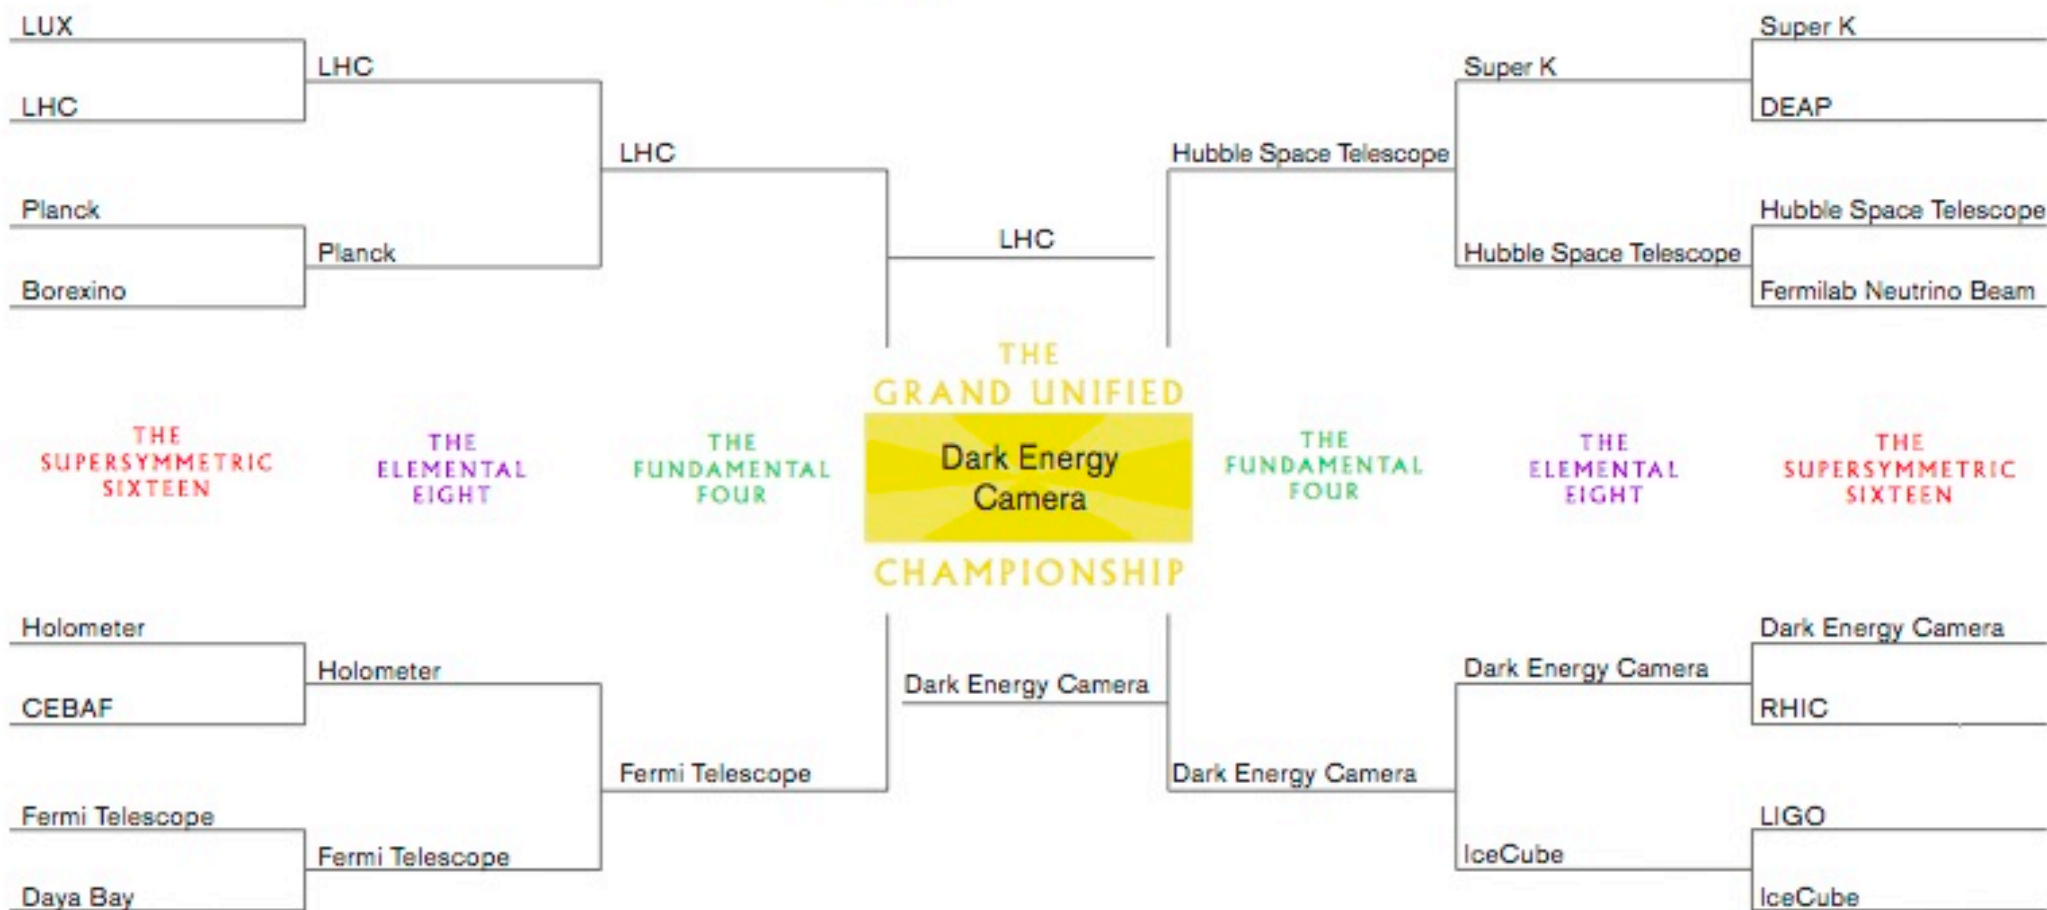 LUX
LHC
Planck
Borexino
LHC
Planck
LHC
LHC
Hubble Space Telescope
Super K
Hubble Space Telescope
Super K
DEAP
Hubble Space Telescope
Fermilab Neutrino Beam
THE
SUPERSYMMETRIC
SIXTEEN
THE
ELEMENTAL
EIGHT
THE
FUNDAMENTAL
FOUR
THE
GRAND UNIFIED
Dark Energy
Camera
CHAMPIONSHIP
THE
FUNDAMENTAL
FOUR
THE
ELEMENTAL
EIGHT
THE
SUPERSYMMETRIC
SIXTEEN
Holometer
CEBAF
Fermi Telescope
Daya Bay
Holometer
Fermi Telescope
Fermi Telescope
Dark Energy Camera
Dark Energy Camera
Dark Energy Camera
IceCube
Dark Energy Camera
RHIC
LIGO
IceCube